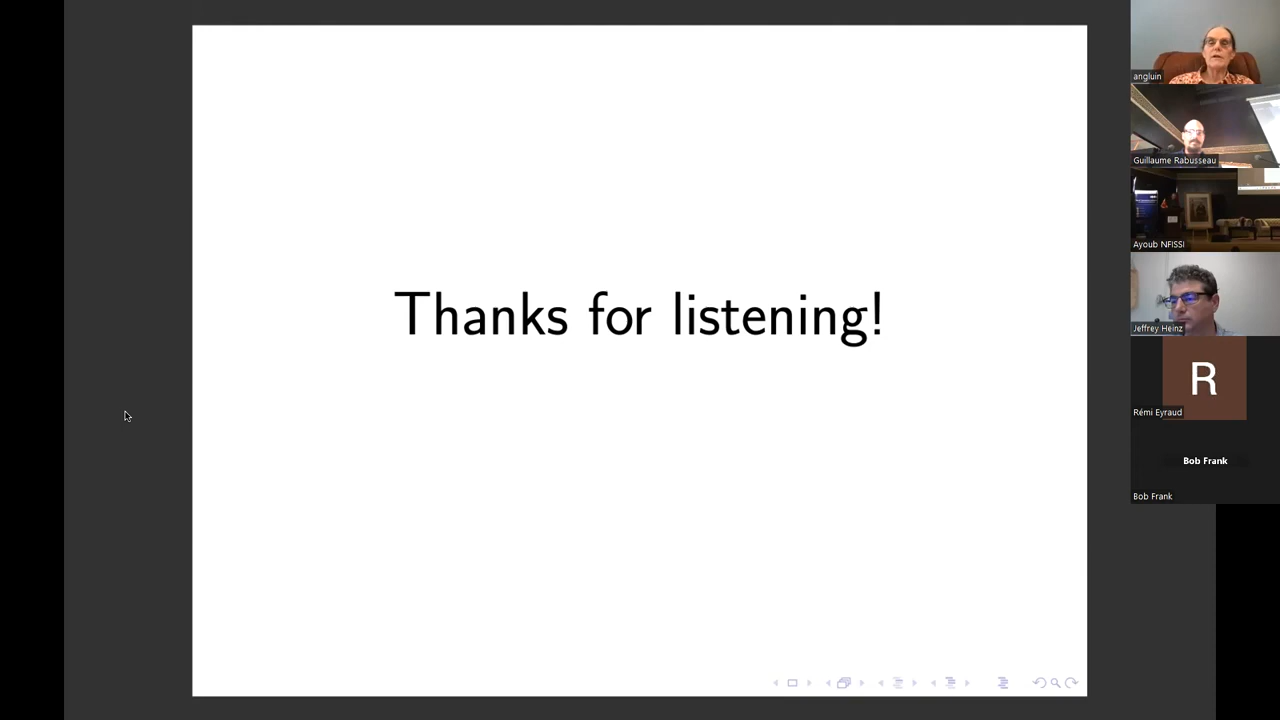 Thanks for listening!
angluin
Guillaume Rabusseau
Ayoub NFISSI
Jeffrey Heinz
R
Rémi Eyraud
Bob Frank
Bob Frank